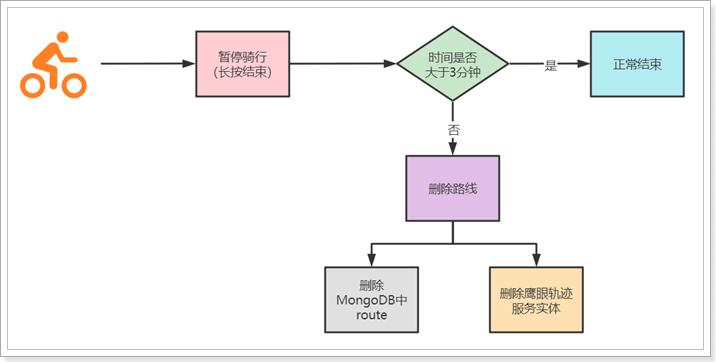 暂停骑行
(长按结束)
时间是否
大于3分钟
是
正常结束
否
删除路线
删除
MongoDB中
route
删除鹰眼轨迹
服务实体